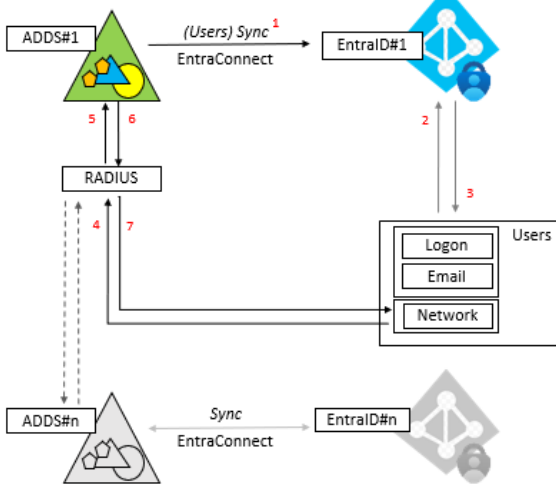 ADDS#1
(Users) Sync 1
EntraConnect
EntraID#1
5
6
2
3
RADIUS
4
7
Users
Logon
Email
Network
ADDS#n
Sync
EntraConnect
EntraID#n